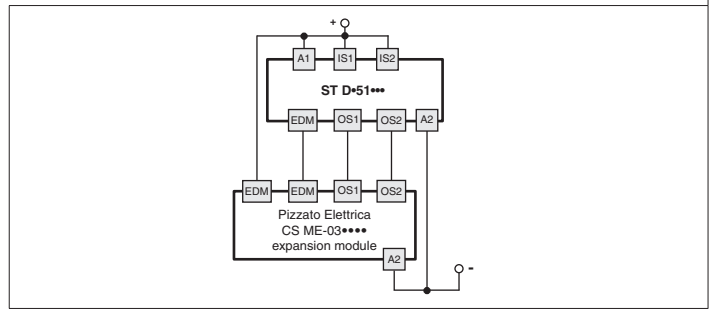 +
A1 IS1 IS2
ST D•51•••
EDM OS1 OS2 A2
EDM EDM OS1 OS2
Pizzato Elettrica
CS ME-03••••
expansion module
A2
-